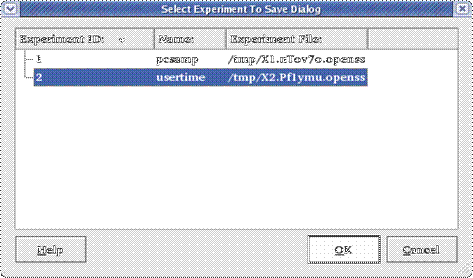 Select Experiment To Save Dialog
Experiment ID: Name: Experiment File:
1 pcsamp /tmp/X1.nTov7o.openss
2 usertime /tmp/X2.Pf1ymu.openss
Help OK Cancel